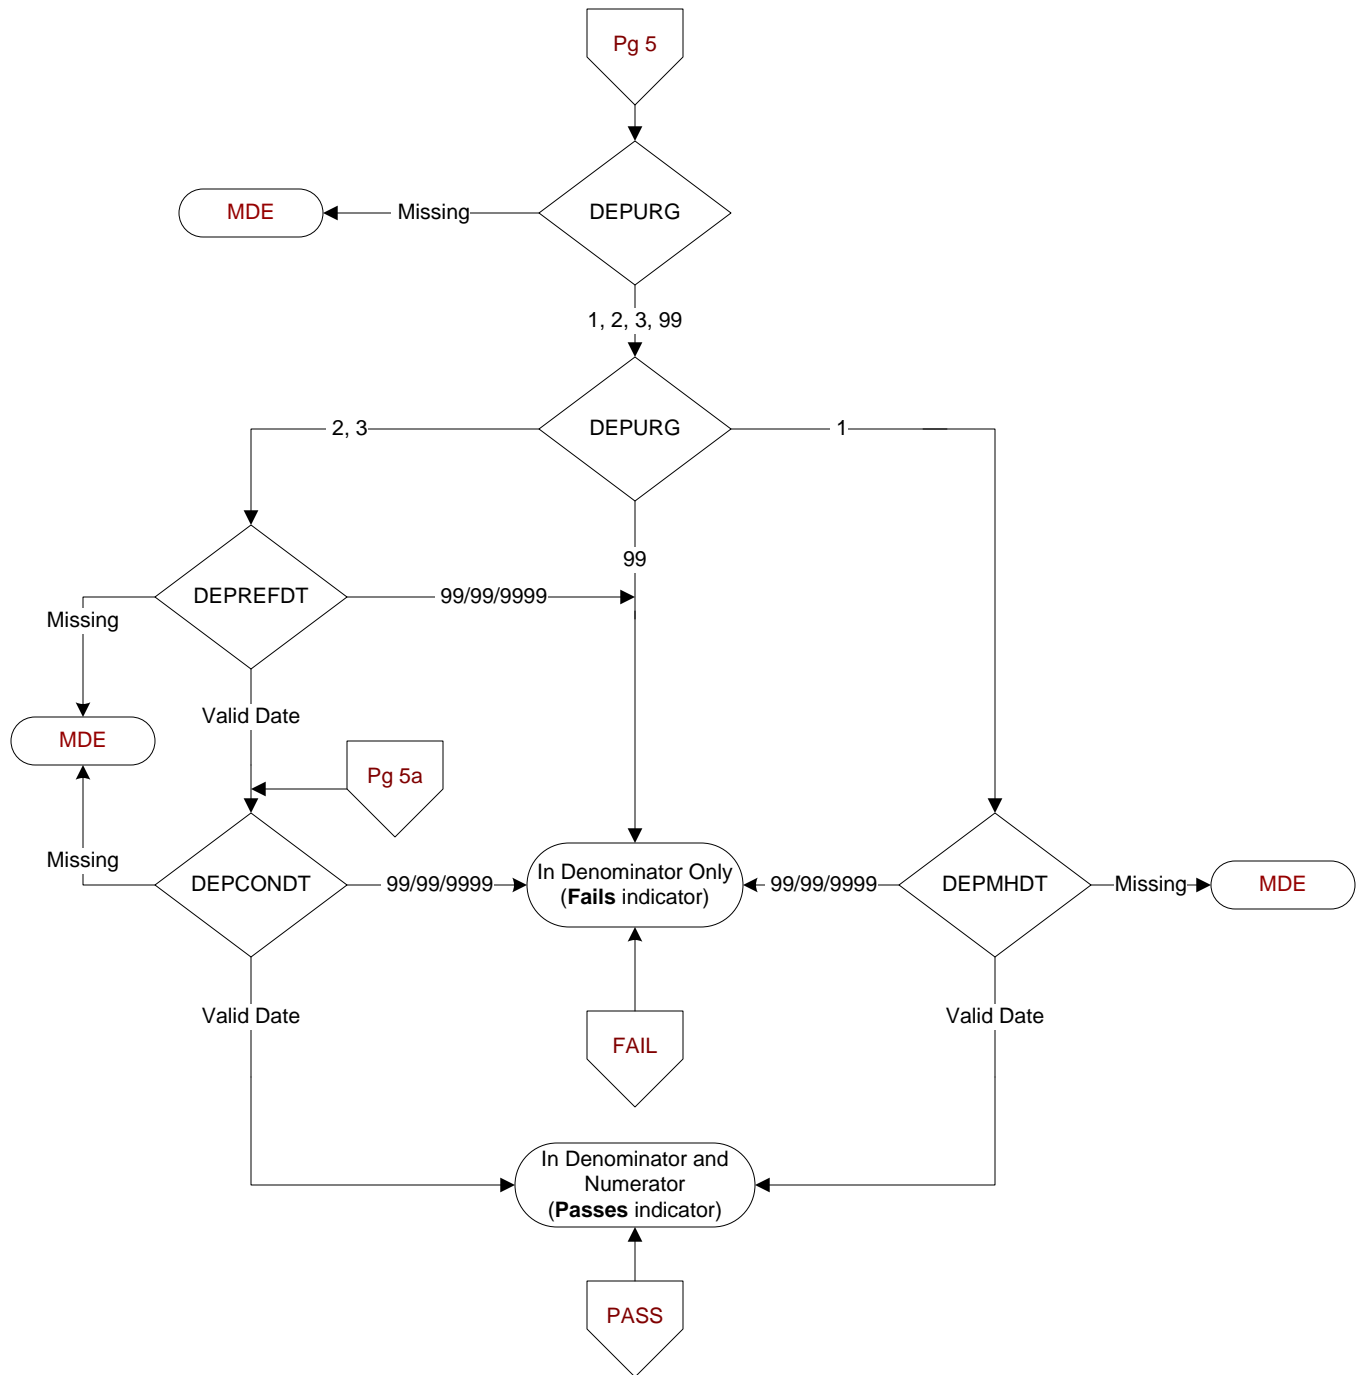 Pg 5
MDE
Missing
DEPURG
1, 2, 3, 99
2, 3
DEPURG
1
99
DEPREFDT
99/99/9999
Missing
Valid Date
MDE
Pg 5a
Missing
DEPCONDT
99/99/9999
In Denominator Only
(Fails indicator)
99/99/9999
DEPMHDT
Missing
MDE
Valid Date
Valid Date
FAIL
In Denominator and
Numerator
(Passes indicator)
PASS